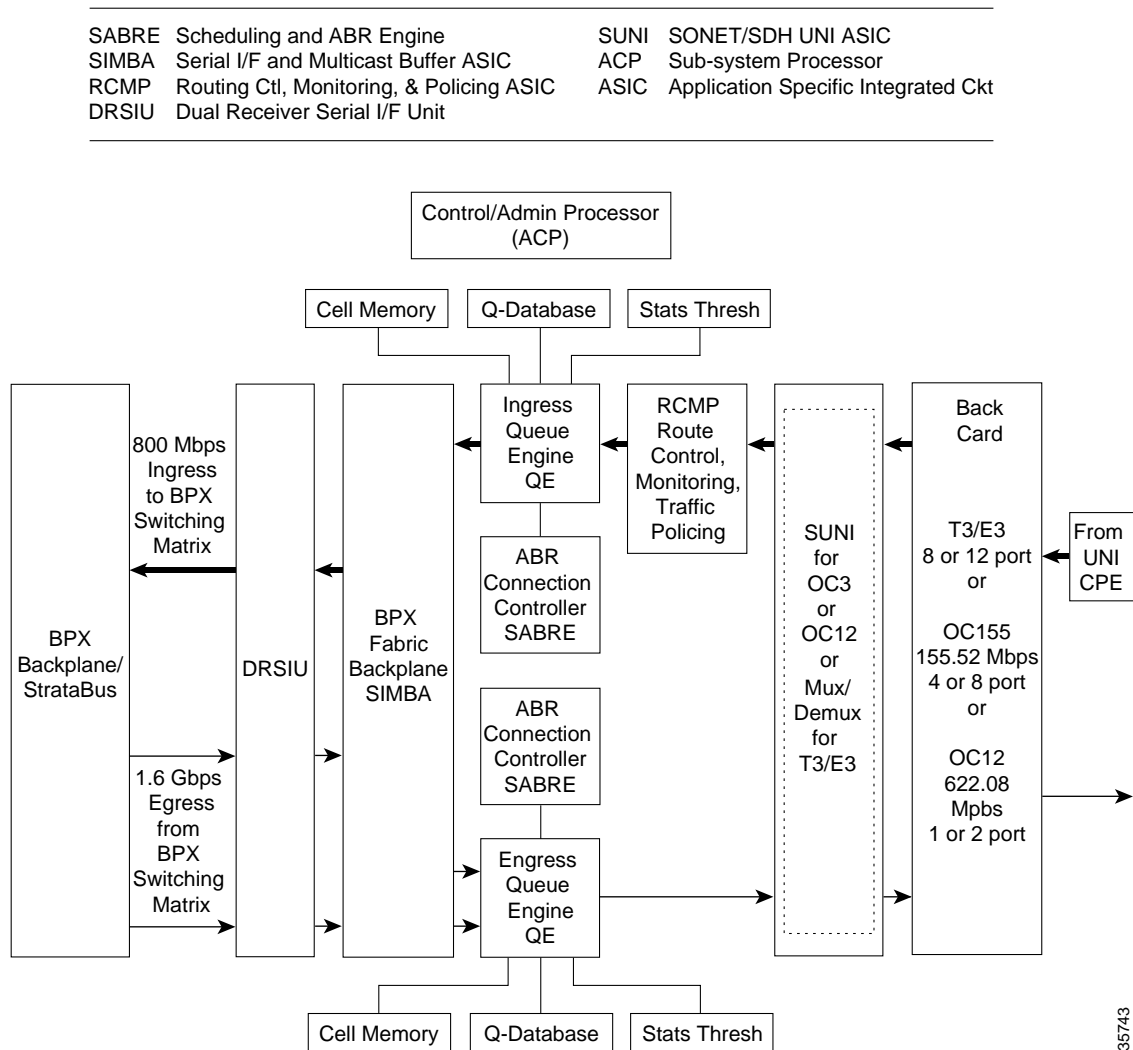 SABRE Scheduling and ABR Engine
SIMBA Serial I/F and Multicast Buffer ASIC
RCMP Routing Ctl, Monitoring, & Policing ASIC
DRSIU Dual Receiver Serial I/F Unit
SUNI SONET/SDH UNI ASIC
ACP Sub-system Processor
ASIC Application Specific Integrated Ckt
Control/Admin Processor
(ACP)
Cell Memory
Q-Database
Stats Thresh
BPX
Backplane/
StrataBus
800 Mbps
Ingress
to BPX
Switching
Matrix
1.6 Gbps
Egress
from
BPX
Switching
Matrix
DRSIU
BPX
Fabric
Backplane
SIMBA
Ingress
Queue
Engine
QE
ABR
Connection
Controller
SABRE
ABR
Connection
Controller
SABRE
Engress
Queue
Engine
QE
RCMP
Route
Control,
Monitoring,
Traffic
Policing
SUNI
for
OC3
or
OC12
or
Mux/
Demux
for
T3/E3
Back
Card
T3/E3
8 or 12 port
or
OC155
155.52 Mbps
4 or 8 port
or
OC12
622.08
Mpbs
1 or 2 port
From
UNI
CPE
Cell Memory
Q-Database
Stats Thresh
35743